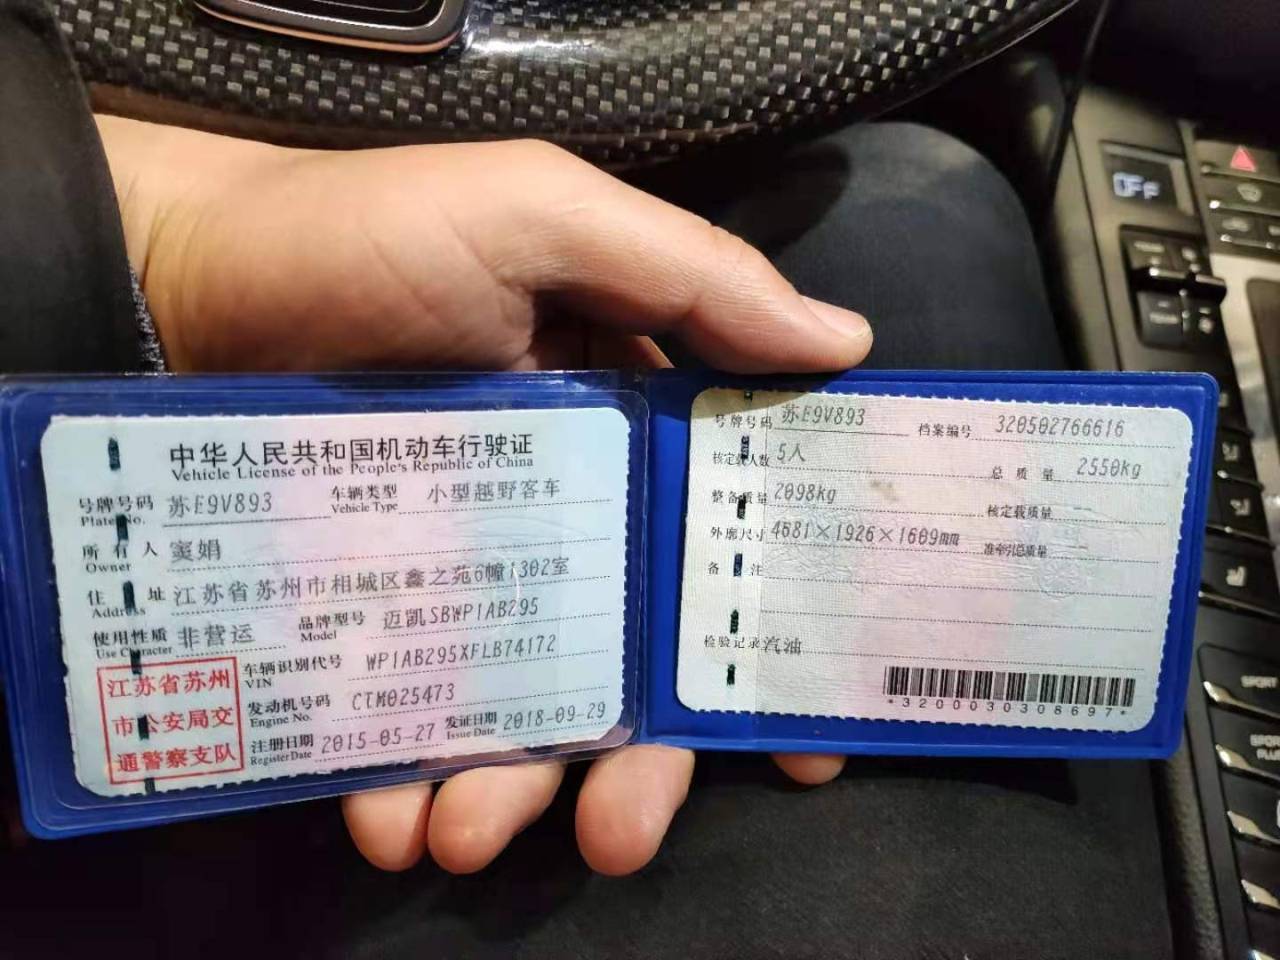 中华人民共和国机动车行驶证
Vehicle License of the People's Republic of China
号牌号码 苏E9V893 车辆类型 小型越野客车
Plate No. Vehicle Type
所有人 窦娟
Owner
住址 江苏省苏州市相城区鑫之苑6幢1302室
Address
使用性质 非营运 品牌型号 迈凯SBWP1AB295
Use Character Model
车辆识别代号 WP1AB295XFLB74172
VIN
发动机号码 CTM025473
Engine No.
注册日期 2015-05-27 发证日期 2018-09-29
Register Date Issue Date
江苏省苏州
市公安局交
通警察支队
号牌号码 苏E9V893 档案编号 320502766616
核定载人数 5人 总质量 2550kg
整备质量 2098kg 核定载质量
外廓尺寸 4681×1926×1609mm 准牵引总质量
备注
检验记录 汽油
*3200030308697*
OFF
SPORT
SPORT
PLUS